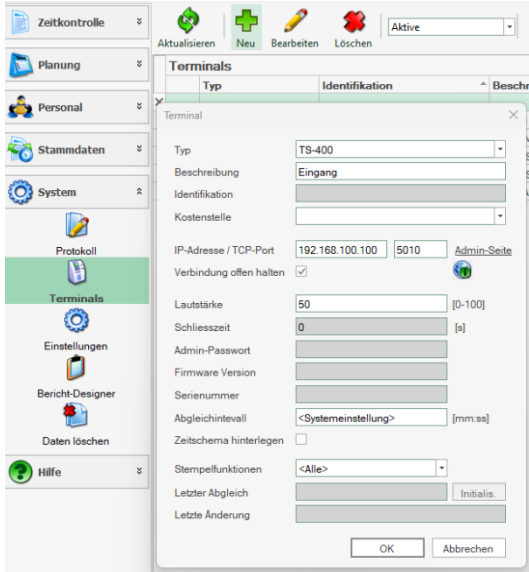 Zeitkontrolle
Planung
Personal
Stammdaten
System
Protokoll
Terminals
Einstellungen
Bericht-Designer
Daten löschen
Hilfe
Aktualisieren Neu Bearbeiten Löschen Aktive
Terminals
Typ Identifikation
Terminal
Typ TS-400
Beschreibung Eingang
Identifikation
Kostenstelle
IP-Adresse / TCP-Port 192.168.100.100 5010 Admin-Seite
Verbindung offen halten
Lautstärke 50 [0-100]
Schliesszeit 0 [s]
Admin-Passwort
Firmware Version
Serienummer
Abgleichintevall <Systemeinstellung> [mm:ss]
Zeitschema hinterlegen
Stempelfunktionen <Alle>
Letzter Abgleich Initialis.
Letzte Änderung
OK Abbrechen